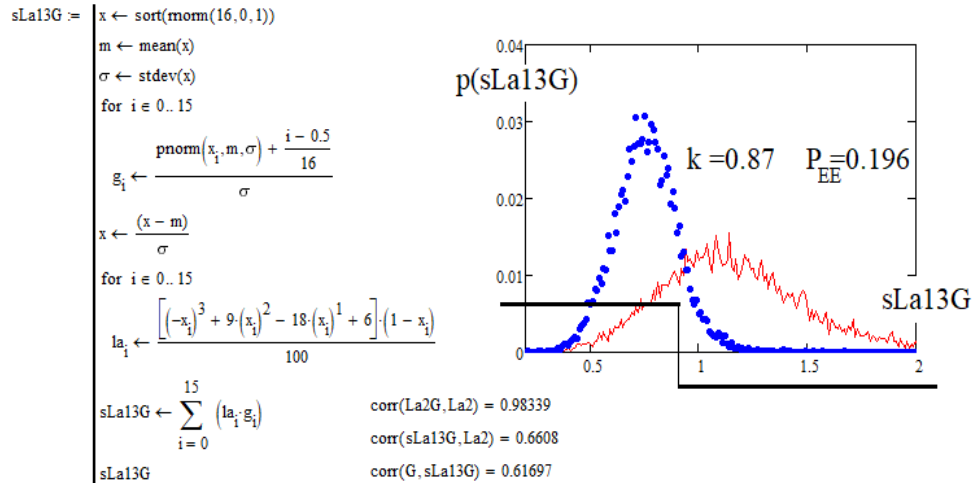 sLa13G := x ← sort(rnorm(16,0,1))
m ← mean(x)
σ ← stdev(x)
for i ∈ 0.. 15
g_i ← (pnorm(x_i,m,σ) + (i − 0.5)/16)/σ
x ← (x − m)/σ
for i ∈ 0.. 15
la_i ← [(−x_i)^3 + 9·(x_i)^2 − 18·(x_i)^1 + 6]·(1 − x_i)/100
sLa13G ← ∑_{i = 0}^{15} (la_i·g_i)
sLa13G
0.04
p(sLa13G)
0.03
k =0.87 P_EE=0.196
0.02
0.01
sLa13G
0
0.5 1 1.5 2
corr(La2G,La2) = 0.98339
corr(sLa13G,La2) = 0.6608
corr(G,sLa13G) = 0.61697